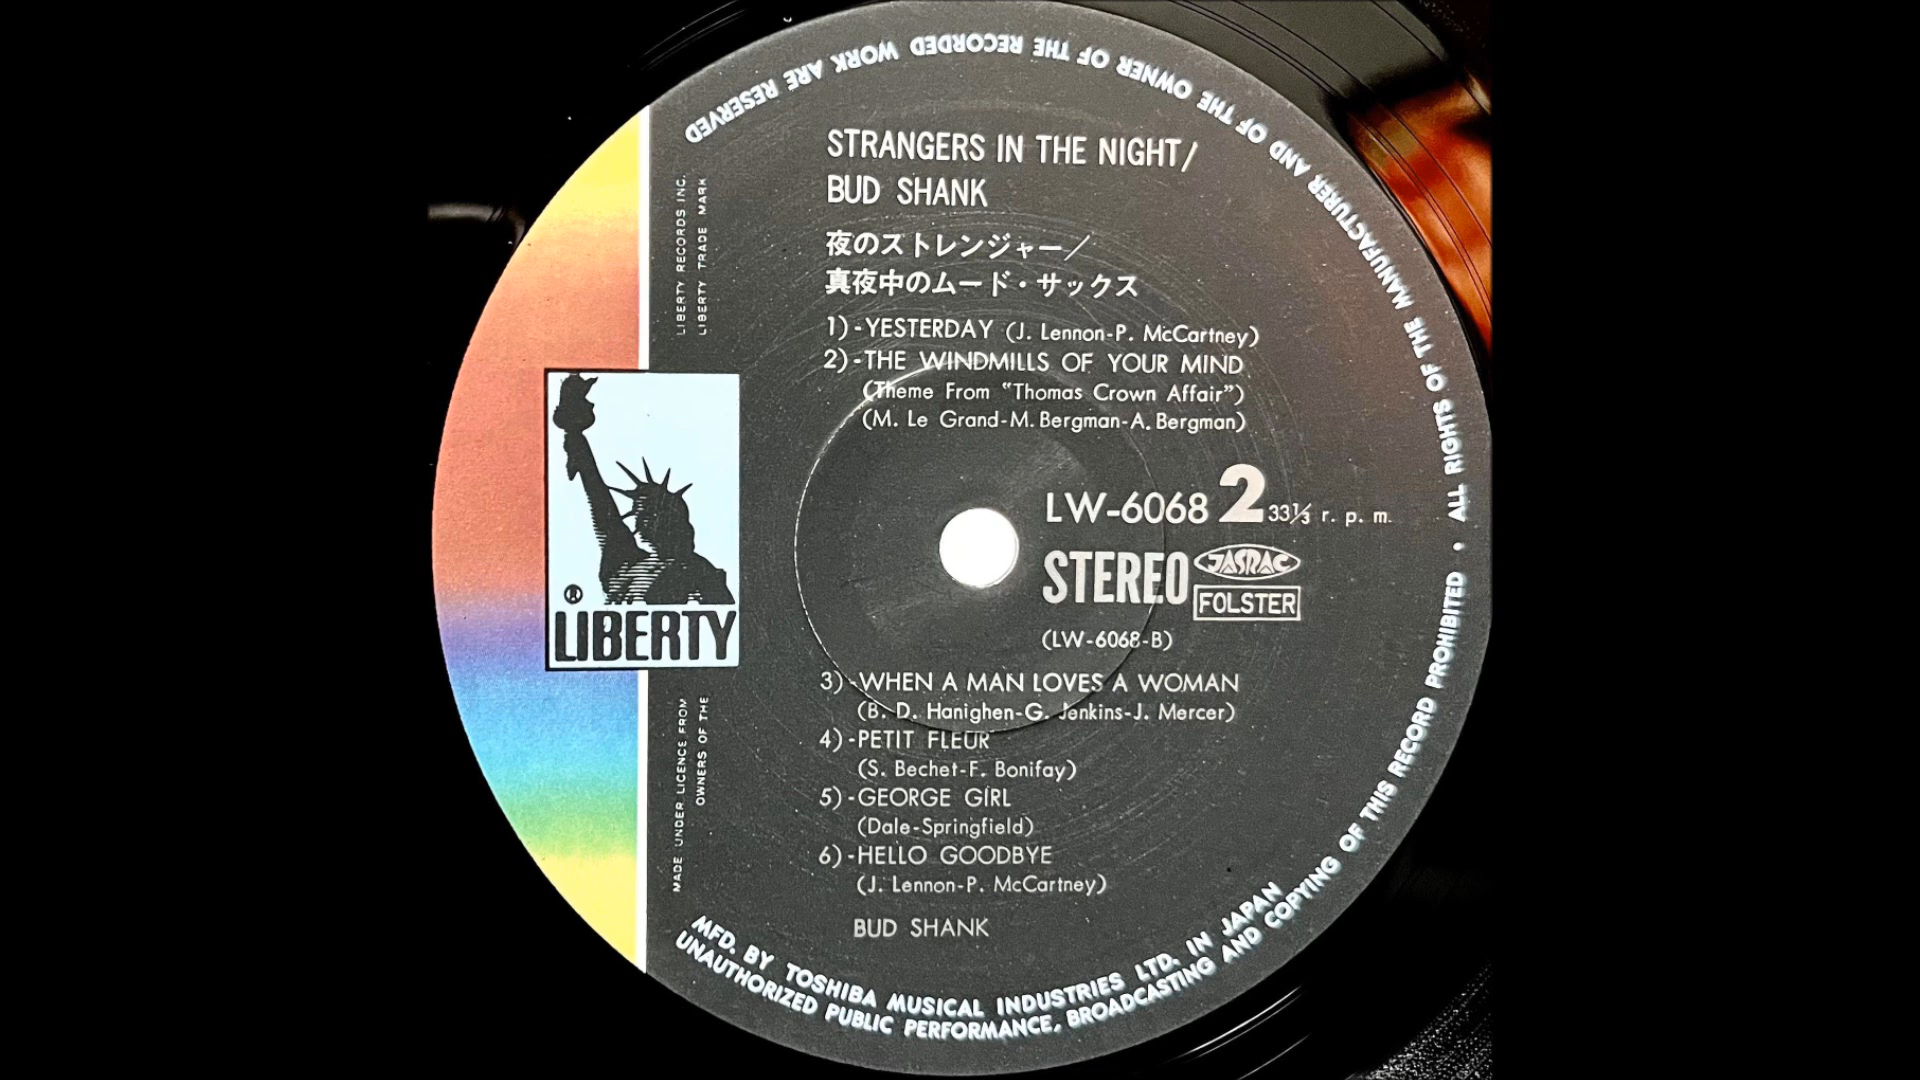 STRANGERS IN THE NIGHT/
BUD SHANK
夜のストレンジャー/
真夜中のムード・サックス
1)-YESTERDAY (J. Lennon-P. McCartney)
2)-THE WINDMILLS OF YOUR MIND
(Theme From "Thomas Crown Affair")
(M. Le Grand-M. Bergman-A. Bergman)
LW-6068 2 33⅓ r. p. m.
STEREO JASRAC
FOLSTER
(LW-6068-B)
3)-WHEN A MAN LOVES A WOMAN
(B. D. Hanighen-G. Jenkins-J. Mercer)
4)-PETIT FLEUR
(S. Bechet-F. Bonifay)
5)-GEORGE GIRL
(Dale-Springfield)
6)-HELLO GOODBYE
(J. Lennon-P. McCartney)
BUD SHANK
® LIBERTY
LIBERTY RECORDS INC.
LIBERTY TRADE MARK
MADE UNDER LICENCE FROM
OWNERS OF THE
MFD. BY TOSHIBA MUSICAL INDUSTRIES LTD. IN JAPAN
UNAUTHORIZED PUBLIC PERFORMANCE, BROADCASTING AND COPYING OF THIS RECORD PROHIBITED • ALL RIGHTS OF THE MANUFACTURER AND OF THE OWNER OF THE RECORDED WORK ARE RESERVED